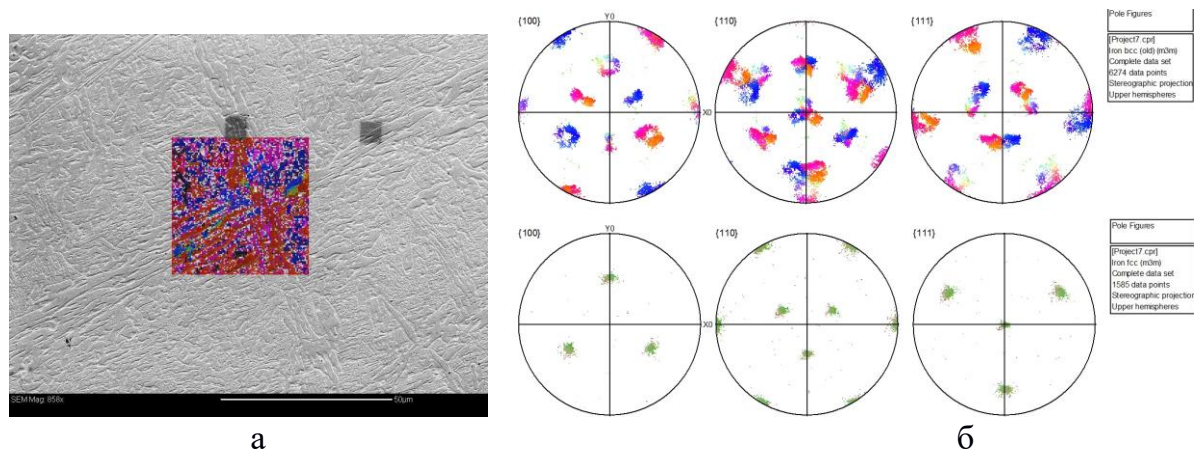 {100}
Y0
{110}
{111}
X0
Pole Figures
[Project7.cpr]
Iron bcc (old) (m3m)
Complete data set
6274 data points
Stereographic projection
Upper hemispheres
{100}
Y0
{110}
{111}
X0
Pole Figures
[Project7.cpr]
Iron fcc (m3m)
Complete data set
1585 data points
Stereographic projection
Upper hemispheres
SEM Mag: 858x
50µm
а
б